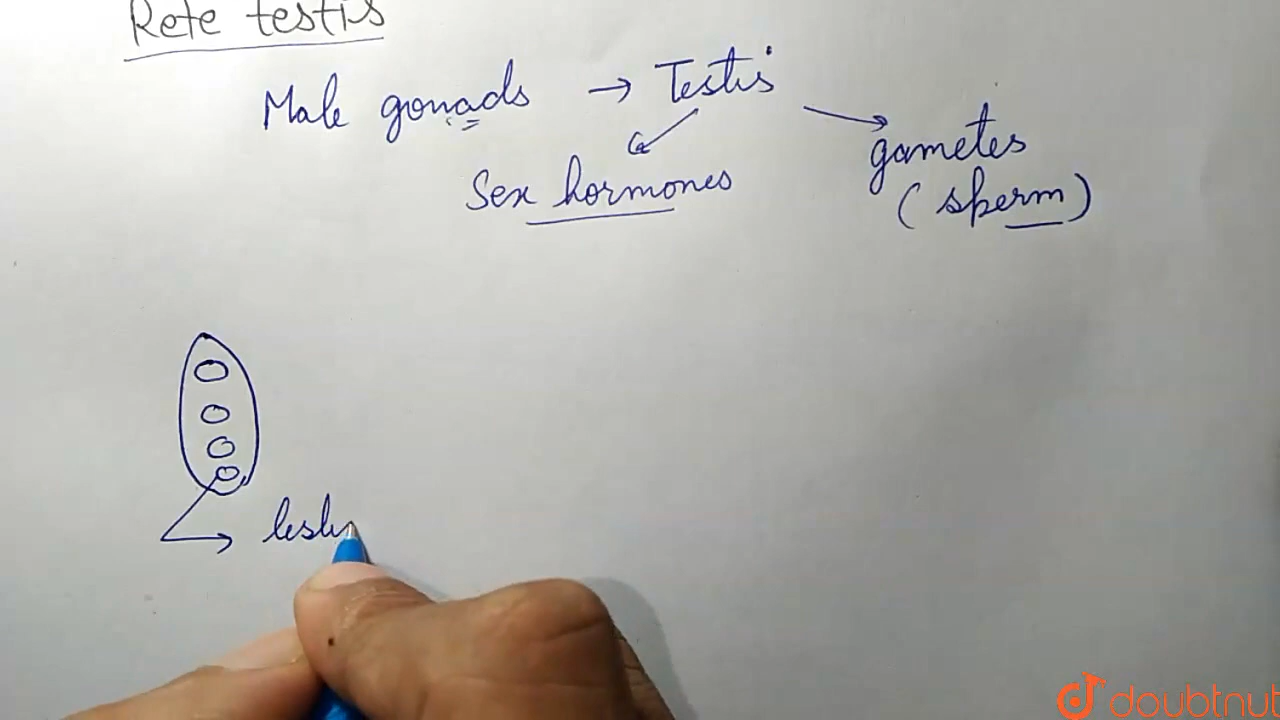 Rete testis
Male gonads → Testis
Sex hormones
gametes
(sperm)
doubtnut